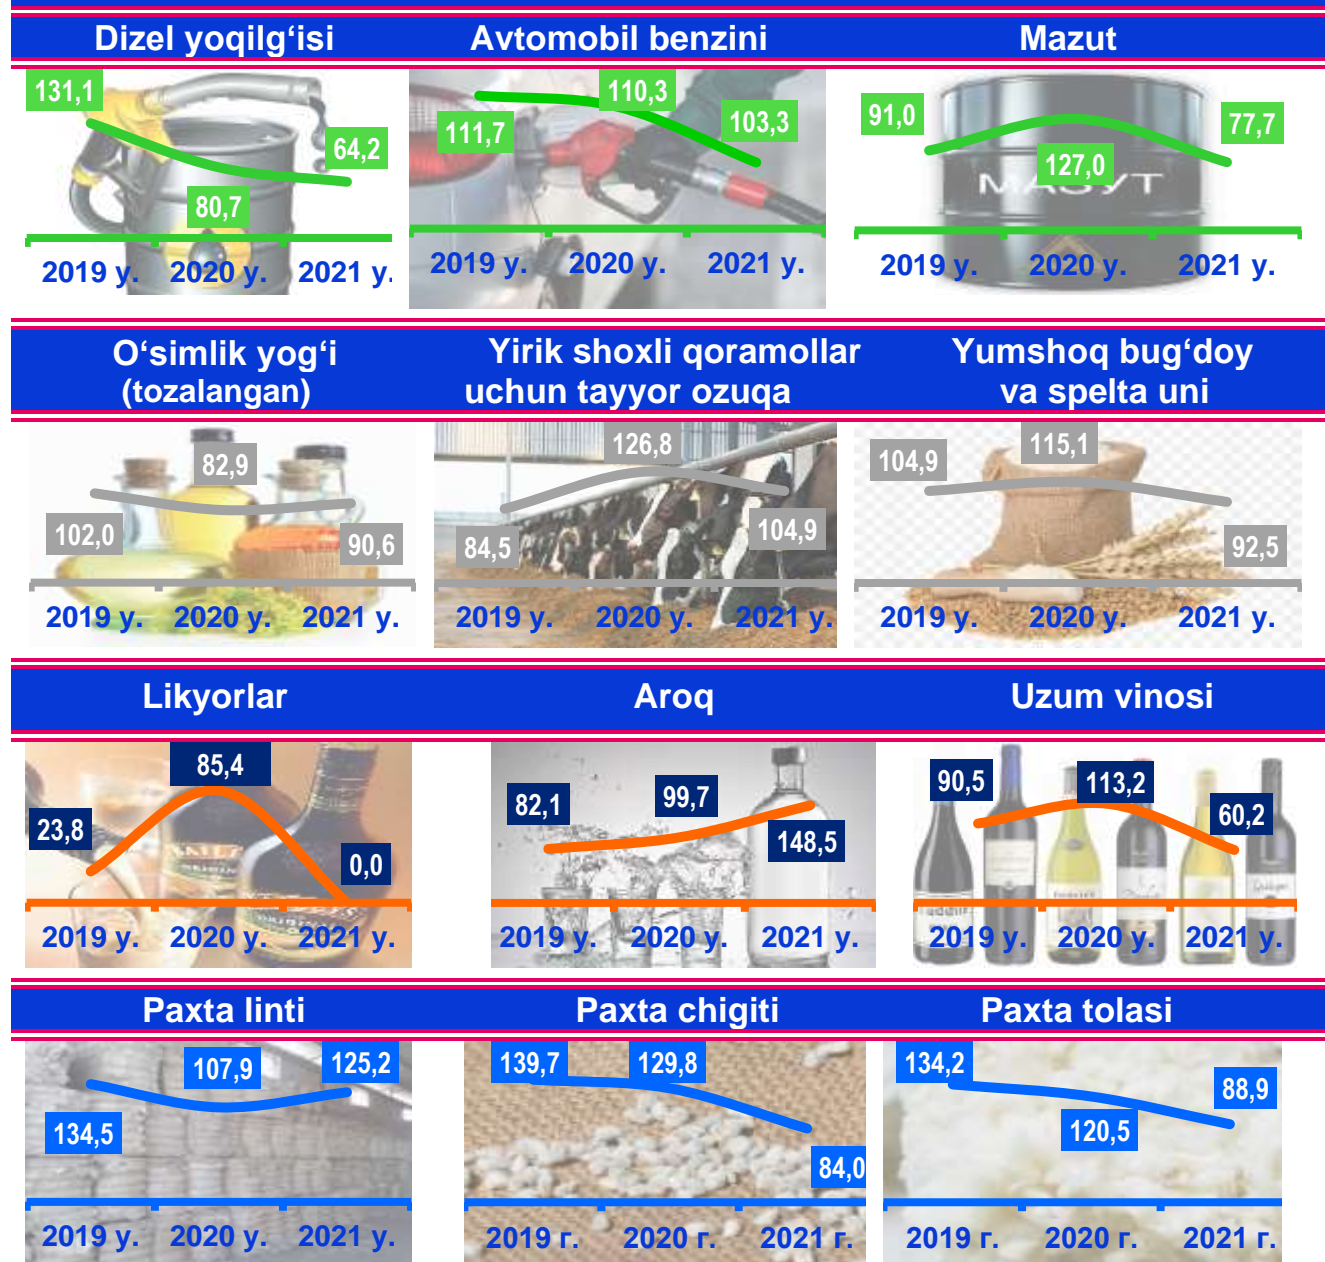 Dizel yoqilg‘isi
Avtomobil benzini
Mazut
131,1
80,7
64,2
2019 y. 2020 y. 2021 y.
111,7
110,3
103,3
2019 y. 2020 y. 2021 y.
91,0
127,0
77,7
МАЗУТ
2019 y. 2020 y. 2021 y.
O‘simlik yog‘i
(tozalangan)
Yirik shoxli qoramollar
uchun tayyor ozuqa
Yumshoq bug‘doy
va spelta uni
102,0
82,9
90,6
2019 y. 2020 y. 2021 y.
84,5
126,8
104,9
2019 y. 2020 y. 2021 y.
104,9
115,1
92,5
2019 y. 2020 y. 2021 y.
Likyorlar
Aroq
Uzum vinosi
23,8
85,4
0,0
2019 y. 2020 y. 2021 y.
82,1
99,7
148,5
2019 y. 2020 y. 2021 y.
90,5
113,2
60,2
2019 y. 2020 y. 2021 y.
Paxta linti
Paxta chigiti
Paxta tolasi
134,5
107,9
125,2
2019 y. 2020 y. 2021 y.
139,7
129,8
84,0
2019 г. 2020 г. 2021 г.
134,2
120,5
88,9
2019 г. 2020 г. 2021 г.